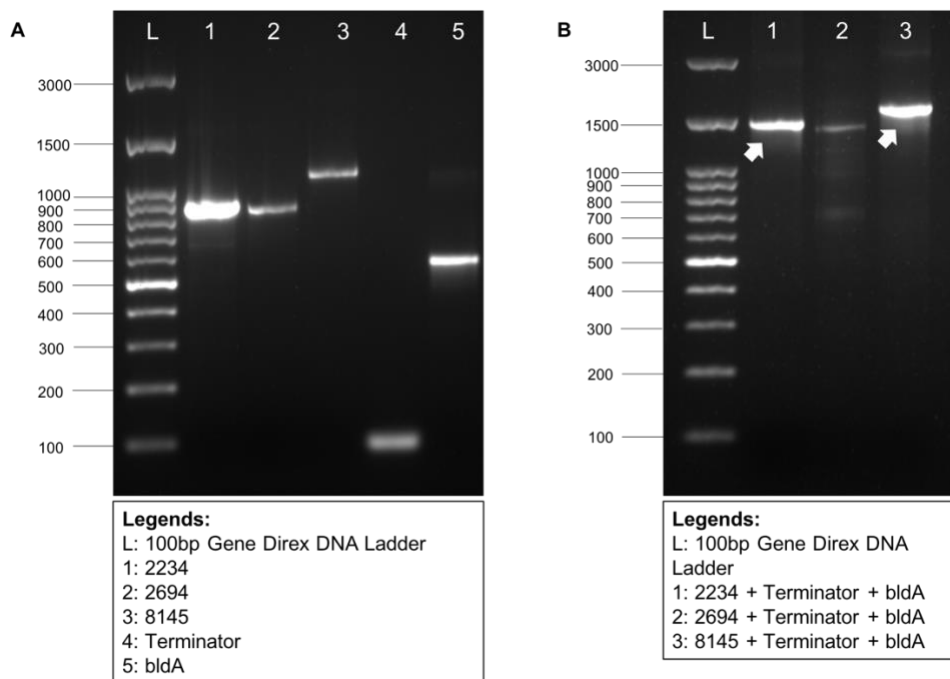 A
L 1 2 3 4 5
3000
1500
1000
900
800
700
600
500
400
300
200
100
Legends:
L: 100bp Gene Direx DNA Ladder
1: 2234
2: 2694
3: 8145
4: Terminator
5: bldA
B
L 1 2 3
3000
1500
1000
900
800
700
600
500
400
300
200
100
Legends:
L: 100bp Gene Direx DNA
Ladder
1: 2234 + Terminator + bldA
2: 2694 + Terminator + bldA
3: 8145 + Terminator + bldA